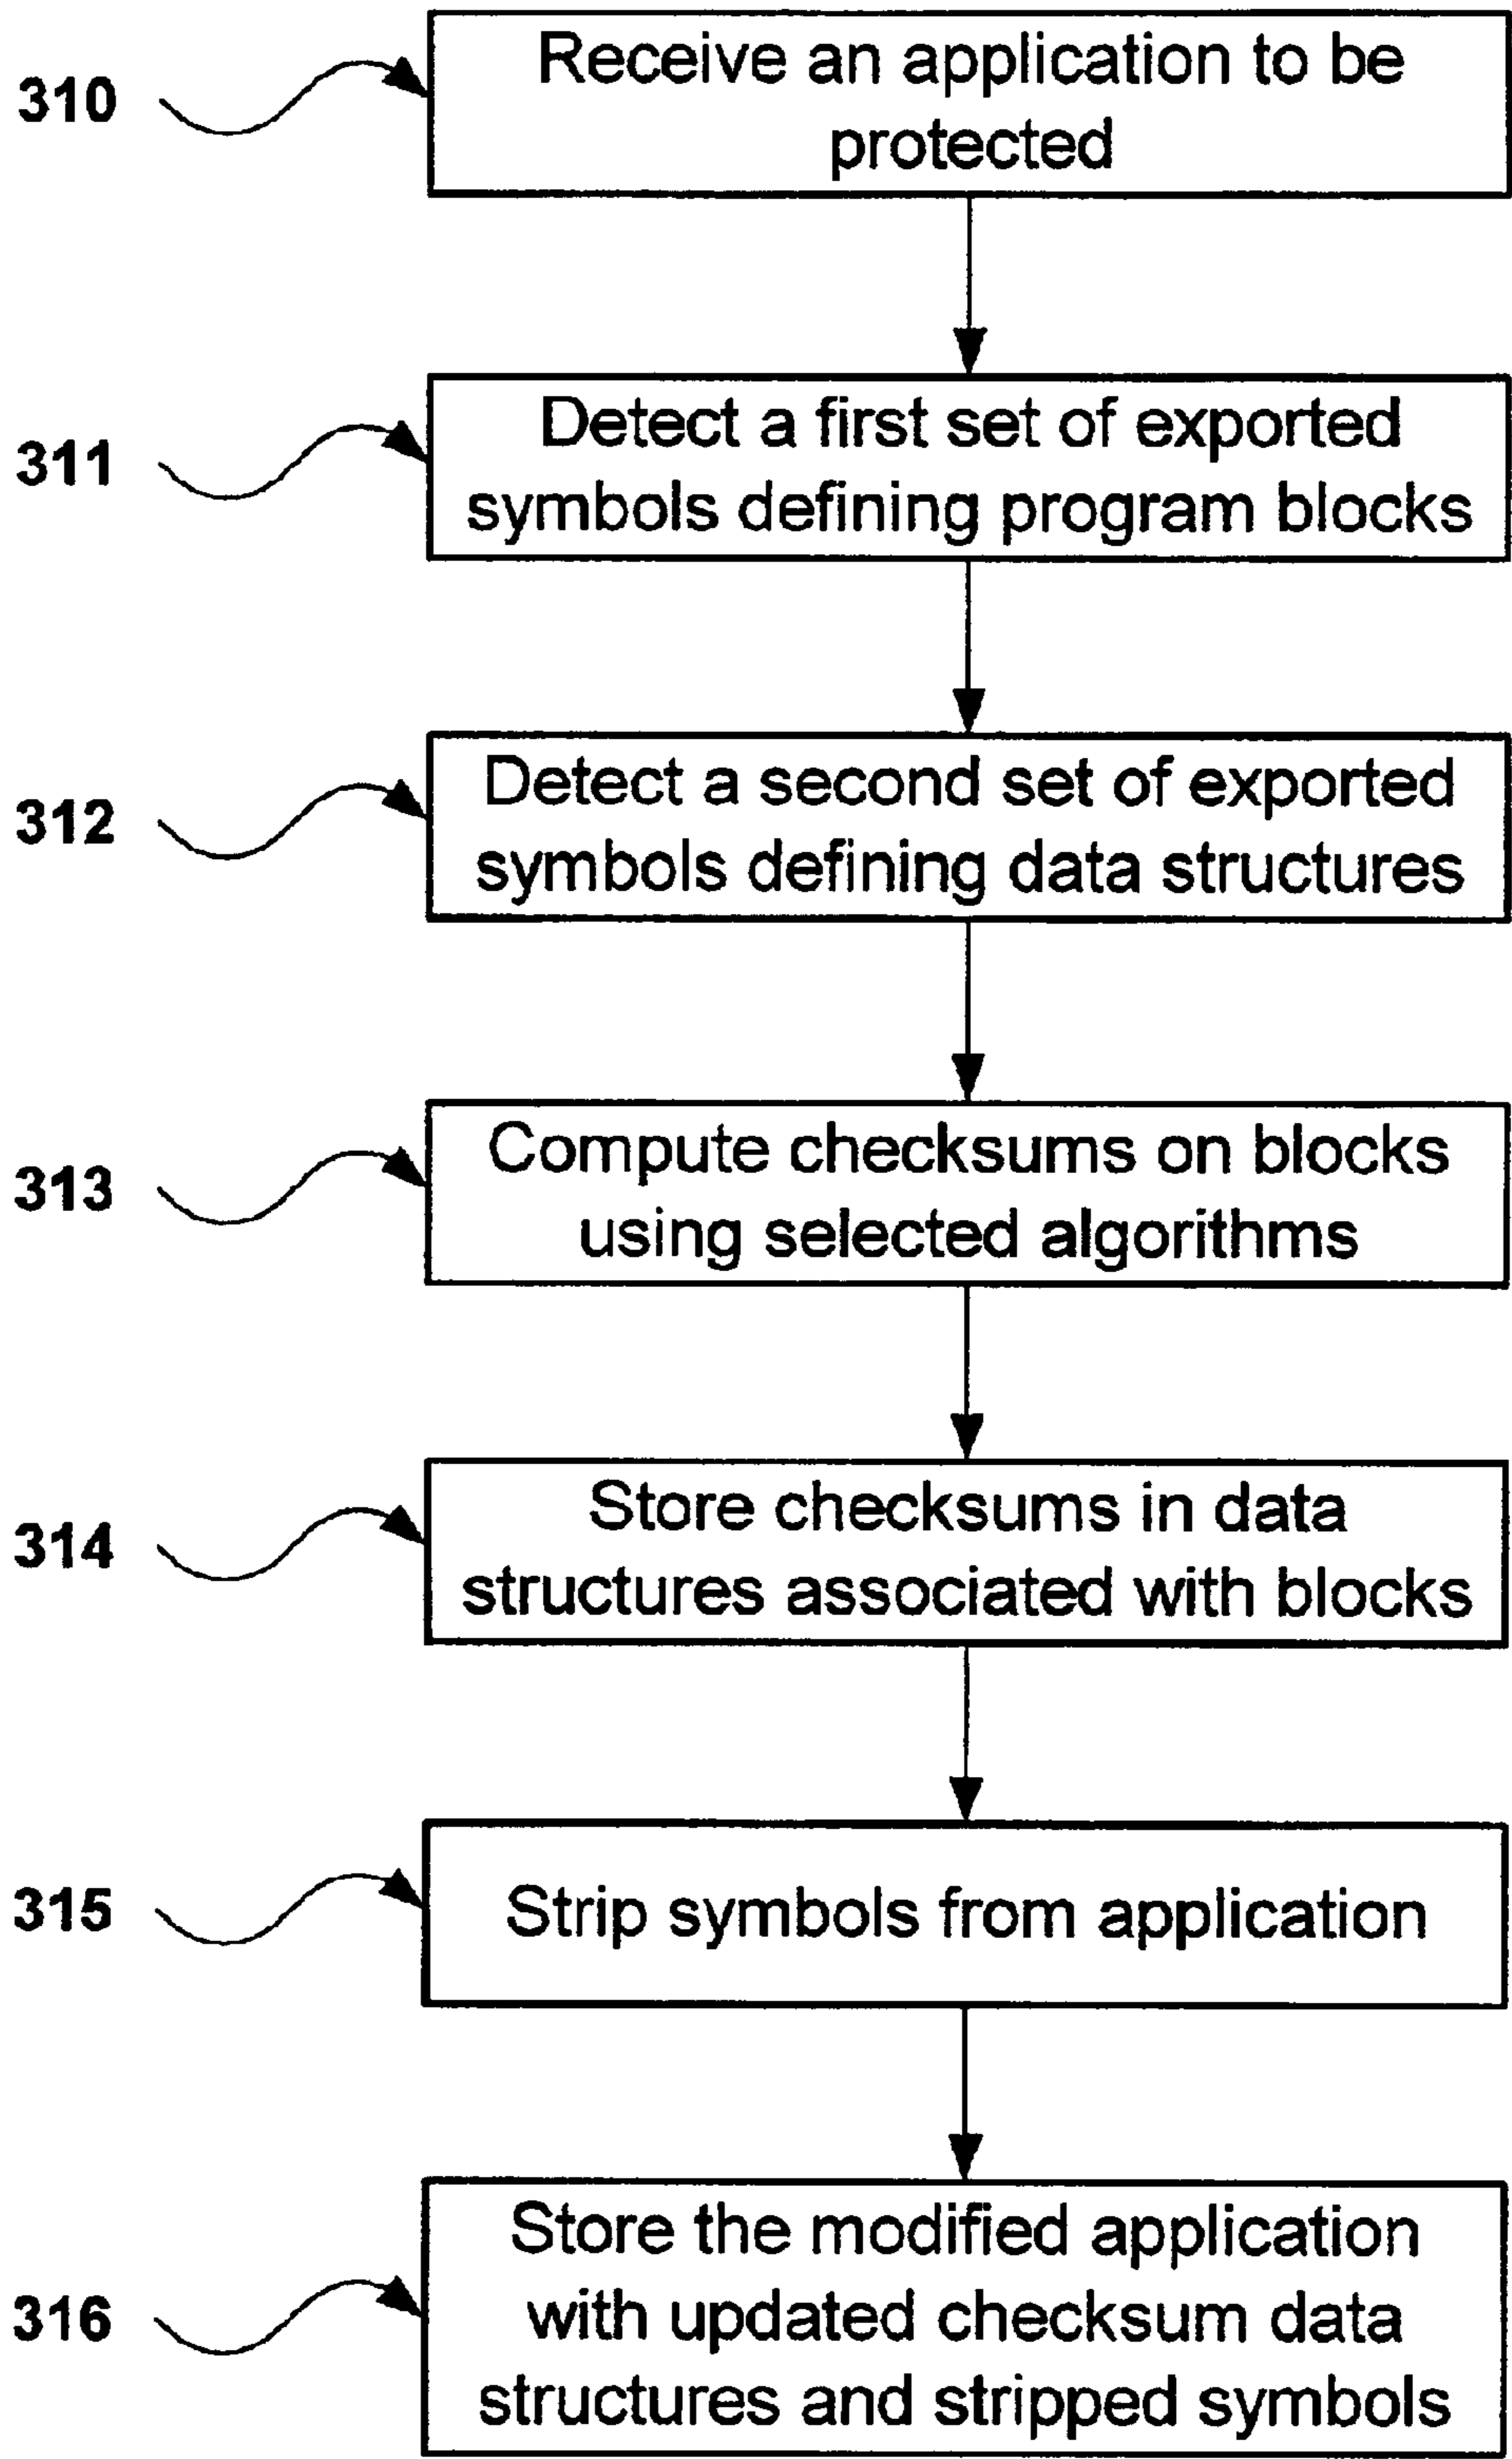 310
Receive an application to be
protected
311
Detect a first set of exported
symbols defining program blocks
312
Detect a second set of exported
symbols defining data structures
313
Compute checksums on blocks
using selected algorithms
314
Store checksums in data
structures associated with blocks
315
Strip symbols from application
316
Store the modified application
with updated checksum data
structures and stripped symbols